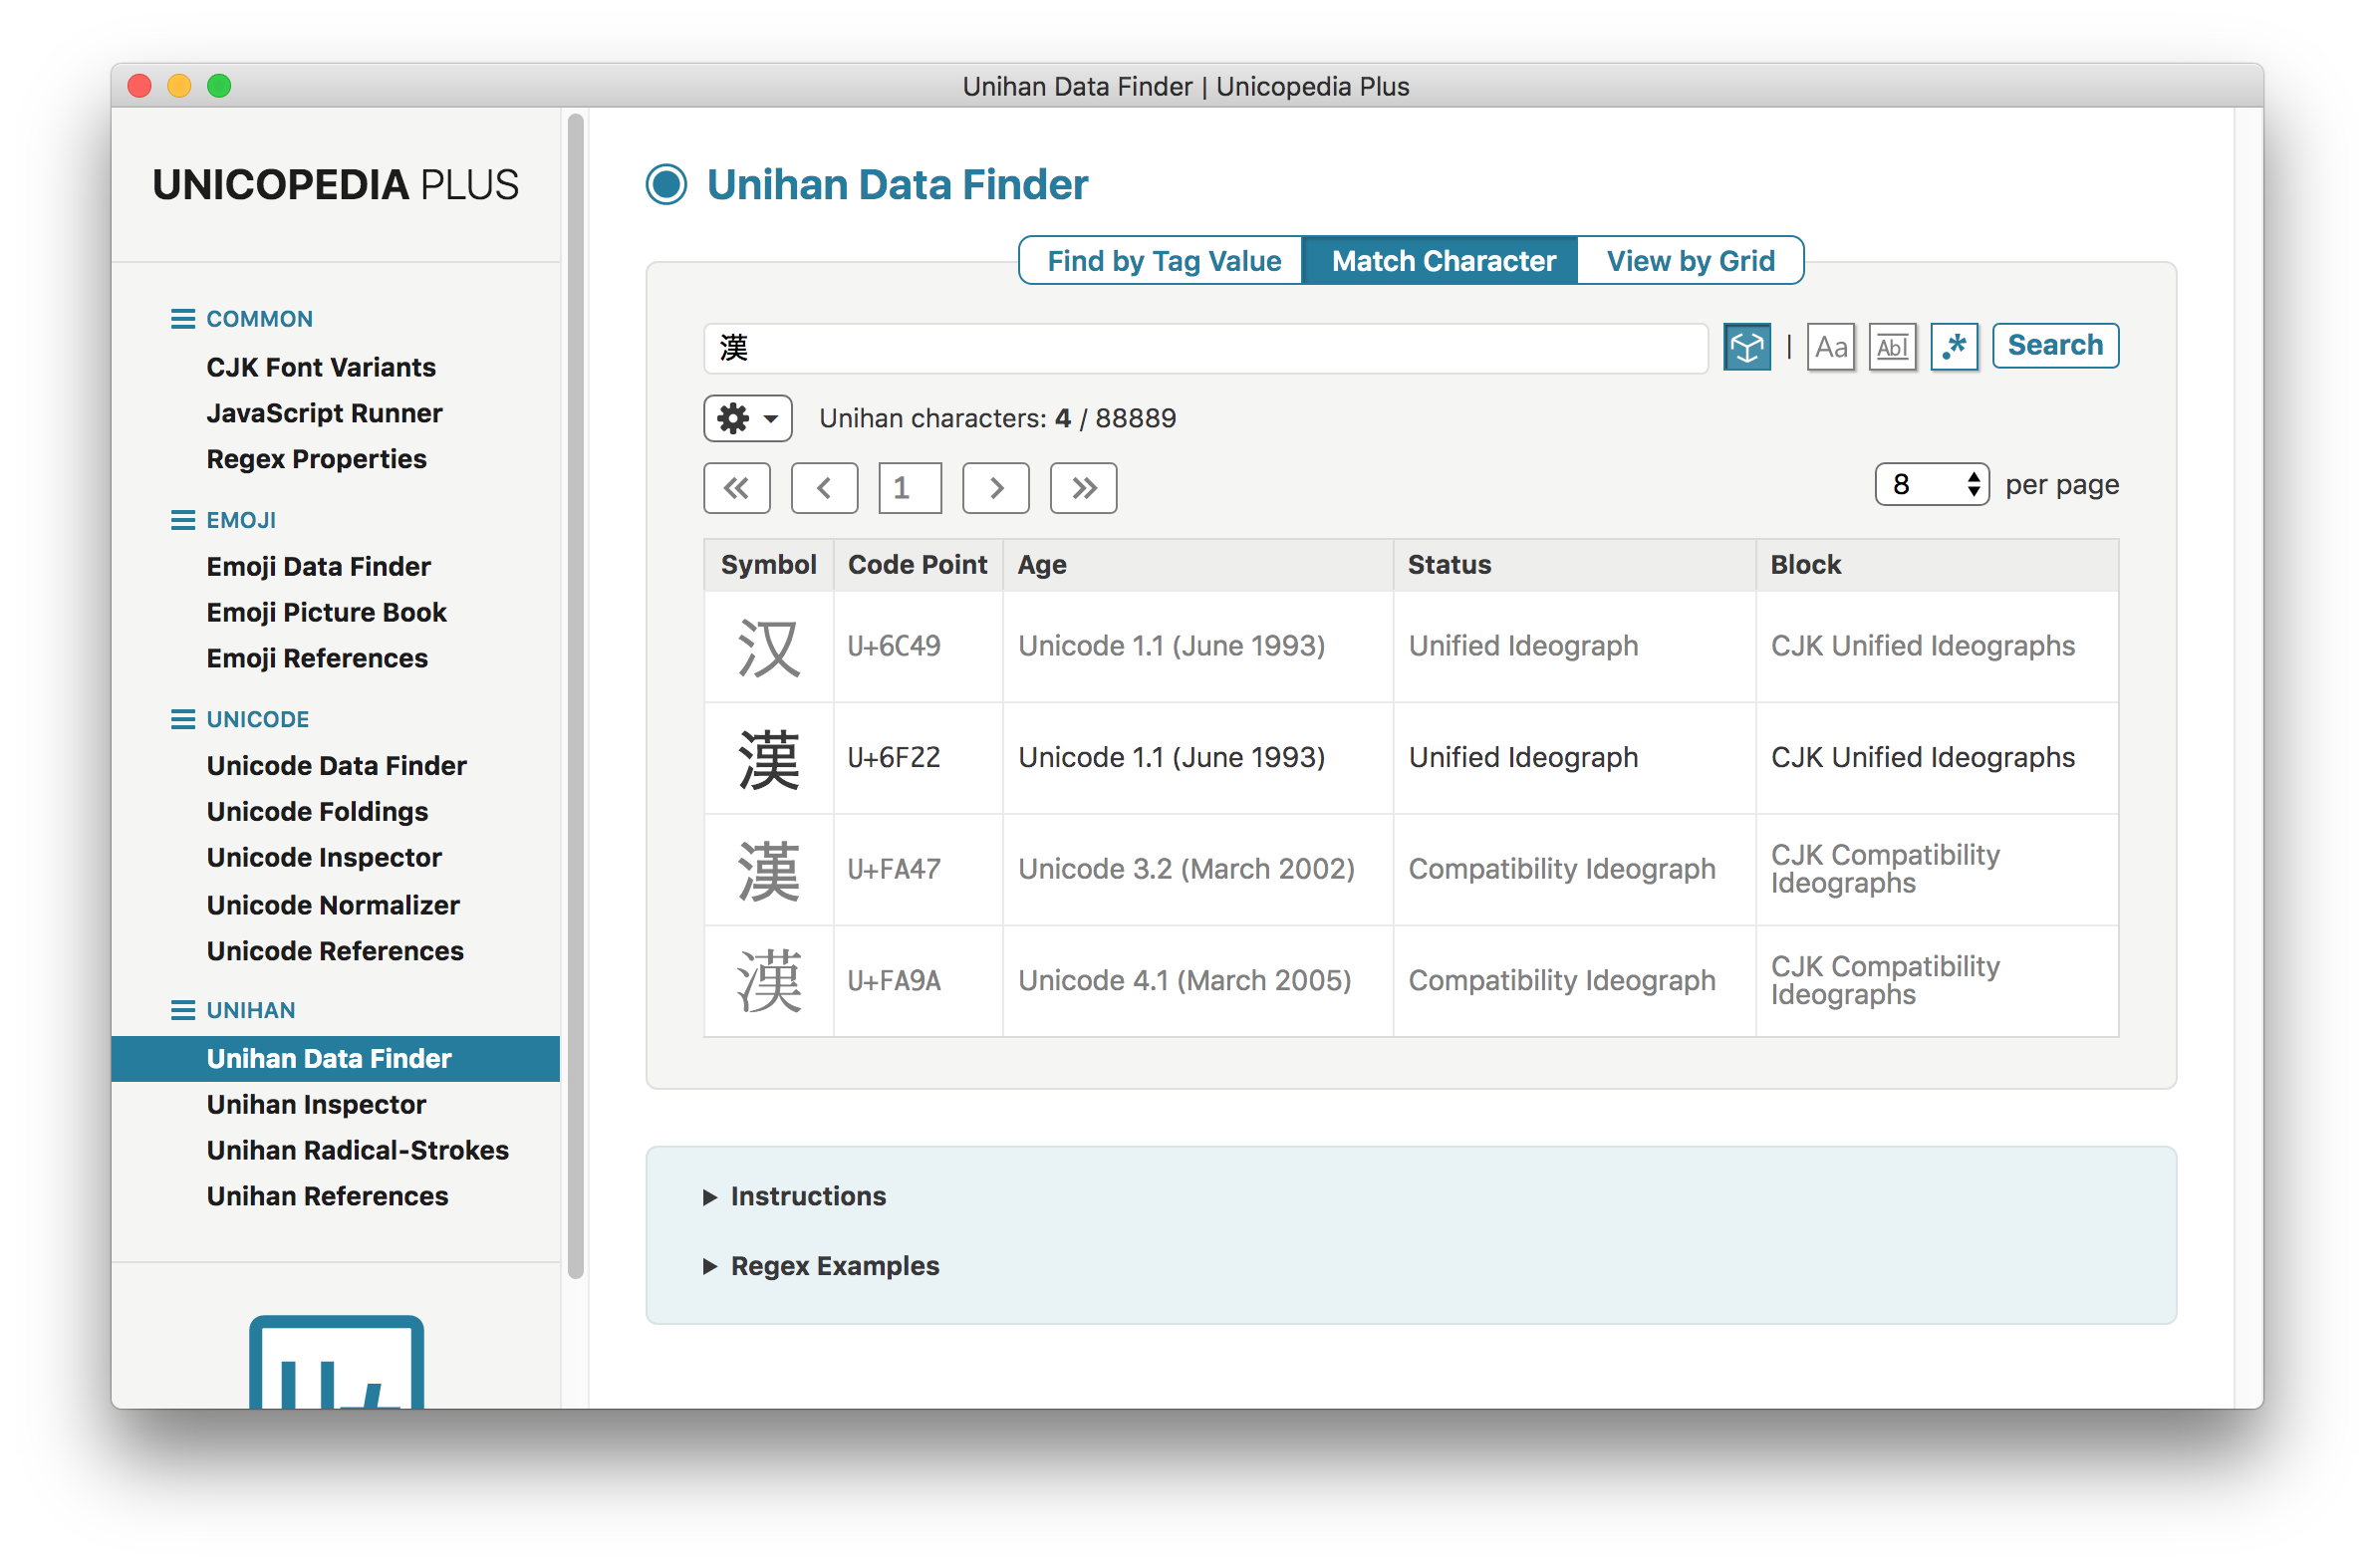 Unihan Data Finder | Unicopedia Plus
UNICOPEDIA PLUS
COMMON
CJK Font Variants
JavaScript Runner
Regex Properties
EMOJI
Emoji Data Finder
Emoji Picture Book
Emoji References
UNICODE
Unicode Data Finder
Unicode Foldings
Unicode Inspector
Unicode Normalizer
Unicode References
UNIHAN
Unihan Data Finder
Unihan Inspector
Unihan Radical-Strokes
Unihan References
U+
Unihan Data Finder
Find by Tag Value Match Character View by Grid
漢 | Aa Abl .* Search
Unihan characters: 4 / 88889
« ‹ 1 › » 8 per page
Symbol Code Point Age Status Block
汉 U+6C49 Unicode 1.1 (June 1993) Unified Ideograph CJK Unified Ideographs
漢 U+6F22 Unicode 1.1 (June 1993) Unified Ideograph CJK Unified Ideographs
漢 U+FA47 Unicode 3.2 (March 2002) Compatibility Ideograph CJK Compatibility
Ideographs
漢 U+FA9A Unicode 4.1 (March 2005) Compatibility Ideograph CJK Compatibility
Ideographs
Instructions
Regex Examples